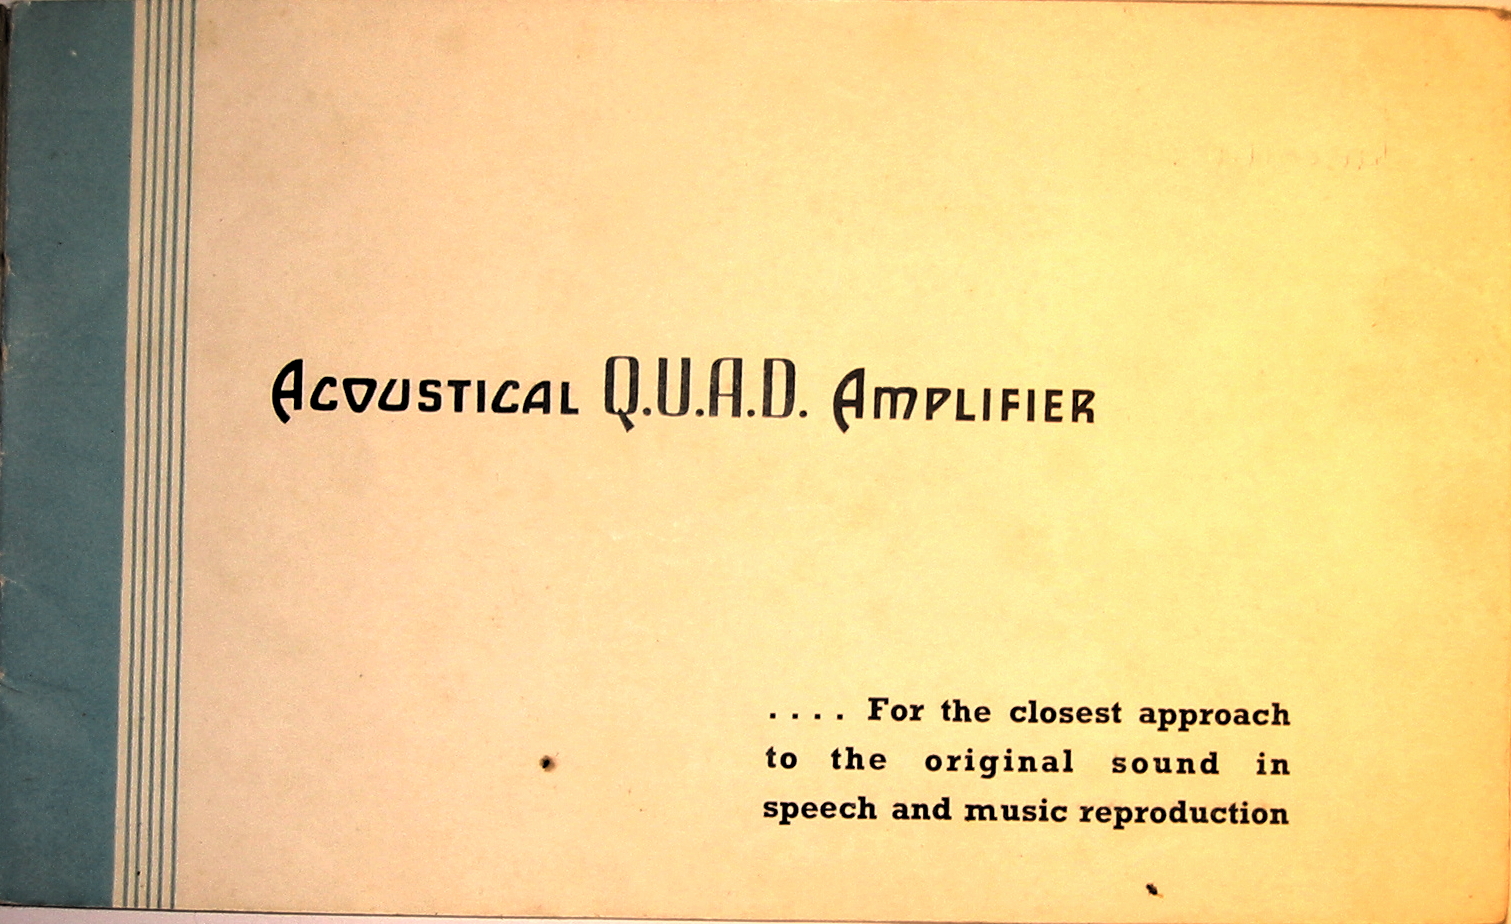 Acoustical Q.U.A.D. Amplifier
. . . . For the closest approach
to the original sound in
speech and music reproduction